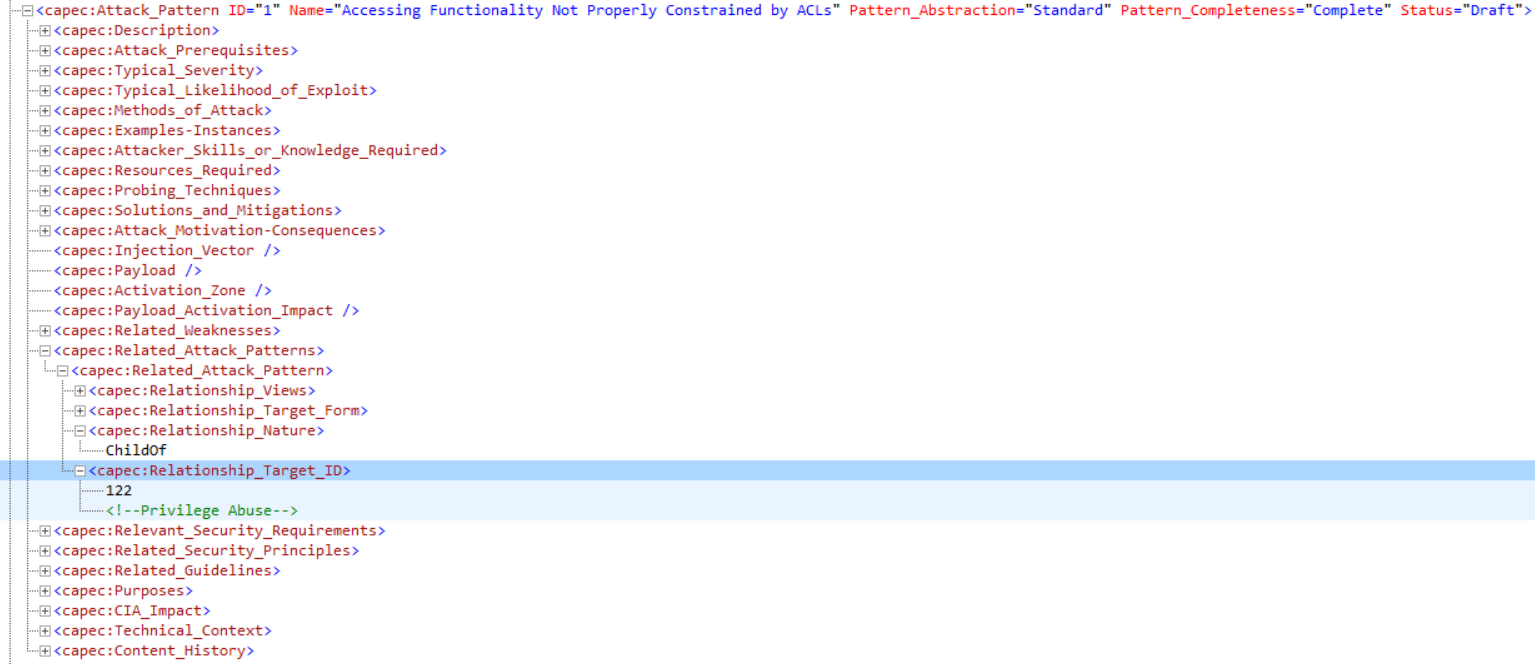 <capec:Attack_Pattern ID="1" Name="Accessing Functionality Not Properly Constrained by ACLs" Pattern_Abstraction="Standard" Pattern_Completeness="Complete" Status="Draft">
<capec:Description>
<capec:Attack_Prerequisites>
<capec:Typical_Severity>
<capec:Typical_Likelihood_of_Exploit>
<capec:Methods_of_Attack>
<capec:Examples-Instances>
<capec:Attacker_Skills_or_Knowledge_Required>
<capec:Resources_Required>
<capec:Probing_Techniques>
<capec:Solutions_and_Mitigations>
<capec:Attack_Motivation-Consequences>
<capec:Injection_Vector />
<capec:Payload />
<capec:Activation_Zone />
<capec:Payload_Activation_Impact />
<capec:Related_Weaknesses>
<capec:Related_Attack_Patterns>
<capec:Related_Attack_Pattern>
<capec:Relationship_Views>
<capec:Relationship_Target_Form>
<capec:Relationship_Nature>
ChildOf
<capec:Relationship_Target_ID>
122
<!--Privilege Abuse-->
<capec:Relevant_Security_Requirements>
<capec:Related_Security_Principles>
<capec:Related_Guidelines>
<capec:Purposes>
<capec:CIA_Impact>
<capec:Technical_Context>
<capec:Content_History>